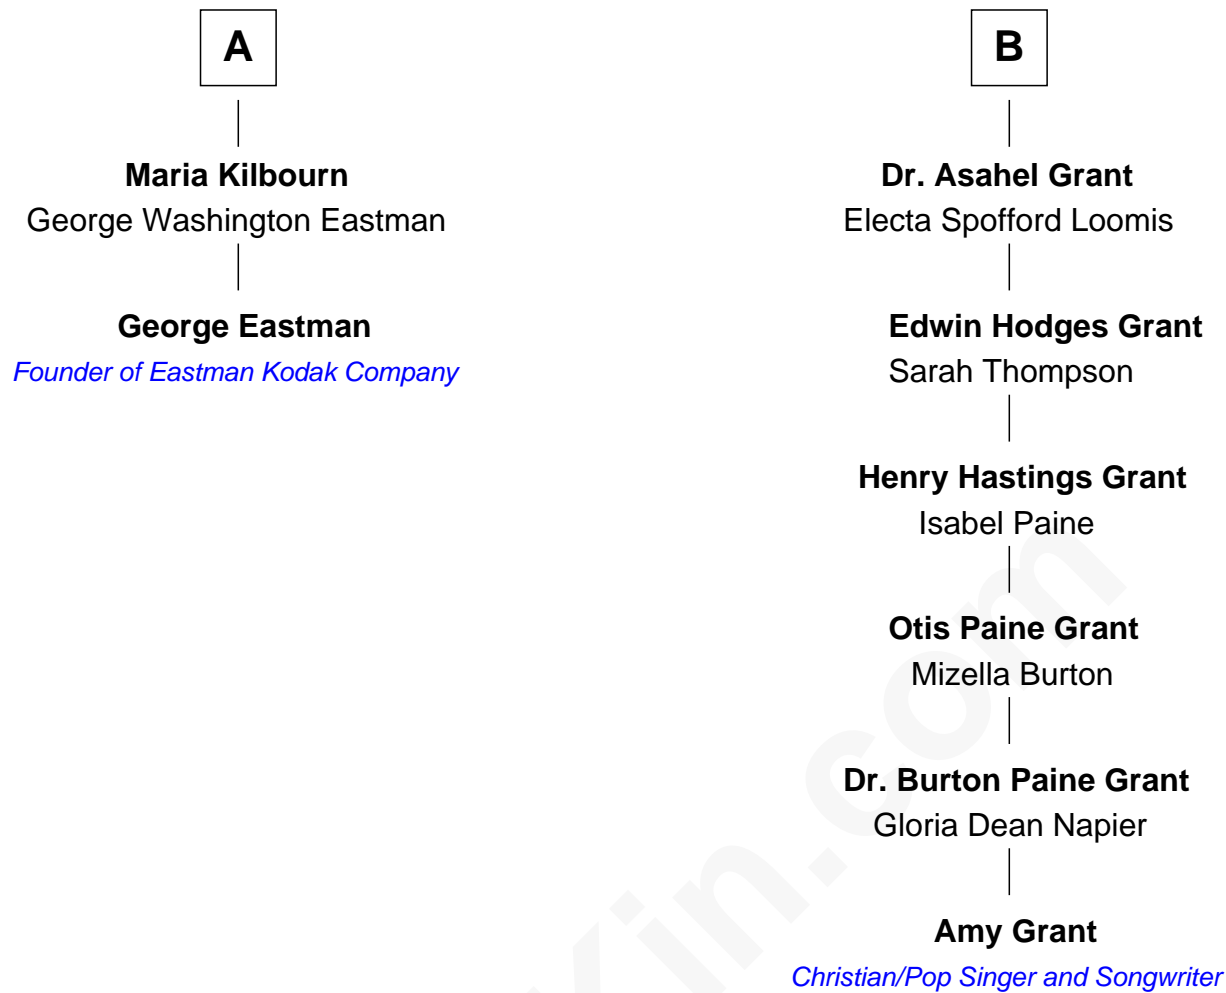 A
Maria Kilbourn
George Washington Eastman
George Eastman
Founder of Eastman Kodak Company
B
Dr. Asahel Grant
Electa Spofford Loomis
Edwin Hodges Grant
Sarah Thompson
Henry Hastings Grant
Isabel Paine
Otis Paine Grant
Mizella Burton
Dr. Burton Paine Grant
Gloria Dean Napier
Amy Grant
Christian/Pop Singer and Songwriter
Kin.com